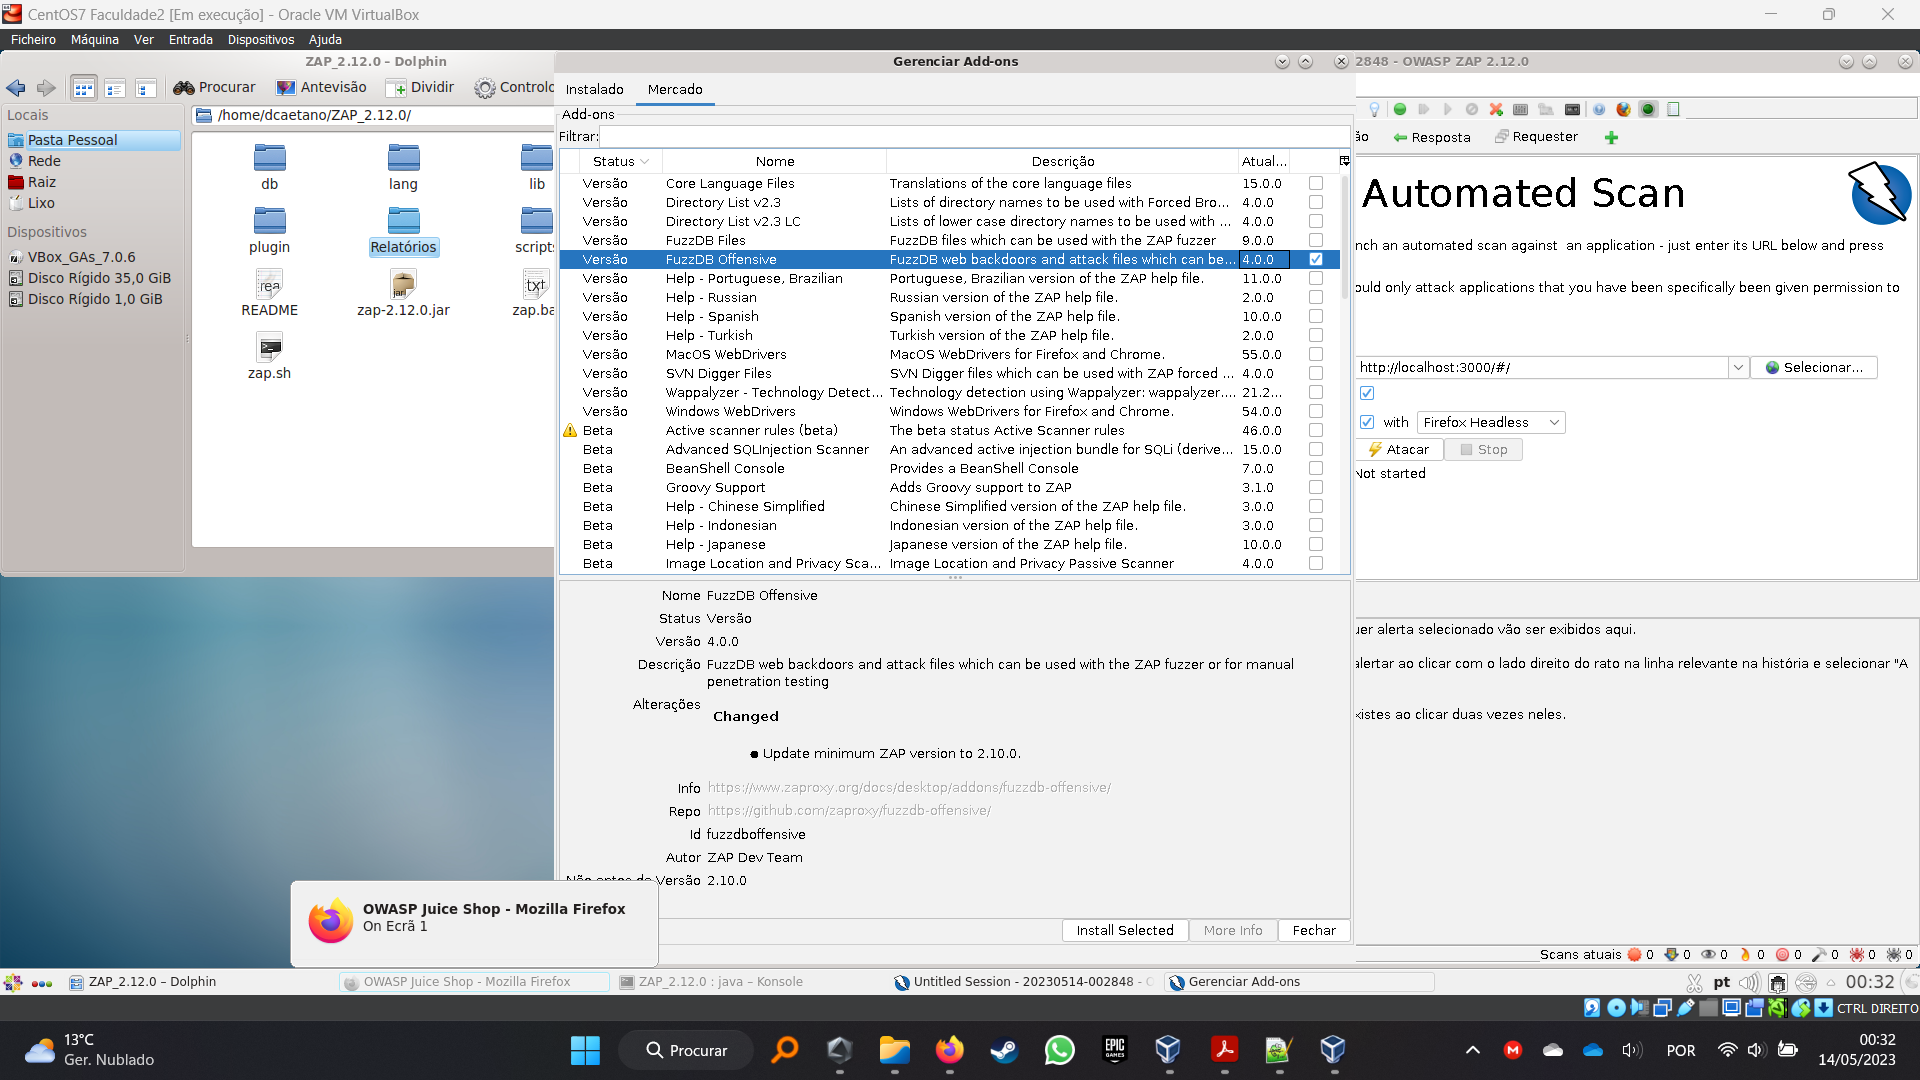 CentOS7 Faculdade2 [Em execução] - Oracle VM VirtualBox
Ficheiro Máquina Ver Entrada Dispositivos Ajuda
ZAP_2.12.0 - Dolphin
Procurar Antevisão Dividir Controlo
Locais
Pasta Pessoal
Rede
Raiz
Lixo
Dispositivos
VBox_GAs_7.0.6
Disco Rígido 35,0 GiB
Disco Rígido 1,0 GiB
/home/dcaetano/ZAP_2.12.0/
db lang lib
plugin Relatórios scripts
README zap-2.12.0.jar zap.ba
zap.sh
Gerenciar Add-ons
Instalado Mercado
Add-ons
Filtrar:
Status Nome Descrição Atual...
Versão Core Language Files Translations of the core language files 15.0.0
Versão Directory List v2.3 Lists of directory names to be used with Forced Bro... 4.0.0
Versão Directory List v2.3 LC Lists of lower case directory names to be used with ... 4.0.0
Versão FuzzDB Files FuzzDB files which can be used with the ZAP fuzzer 9.0.0
Versão FuzzDB Offensive FuzzDB web backdoors and attack files which can be... 4.0.0
Versão Help - Portuguese, Brazilian Portuguese, Brazilian version of the ZAP help file. 11.0.0
Versão Help - Russian Russian version of the ZAP help file. 2.0.0
Versão Help - Spanish Spanish version of the ZAP help file. 10.0.0
Versão Help - Turkish Turkish version of the ZAP help file. 2.0.0
Versão MacOS WebDrivers MacOS WebDrivers for Firefox and Chrome. 55.0.0
Versão SVN Digger Files SVN Digger files which can be used with ZAP forced ... 4.0.0
Versão Wappalyzer - Technology Detect... Technology detection using Wappalyzer: wappalyzer.... 21.2...
Versão Windows WebDrivers Windows WebDrivers for Firefox and Chrome. 54.0.0
Beta Active scanner rules (beta) The beta status Active Scanner rules 46.0.0
Beta Advanced SQLInjection Scanner An advanced active injection bundle for SQLi (derive... 15.0.0
Beta BeanShell Console Provides a BeanShell Console 7.0.0
Beta Groovy Support Adds Groovy support to ZAP 3.1.0
Beta Help - Chinese Simplified Chinese Simplified version of the ZAP help file. 3.0.0
Beta Help - Indonesian Indonesian version of the ZAP help file. 3.0.0
Beta Help - Japanese Japanese version of the ZAP help file. 10.0.0
Beta Image Location and Privacy Sca... Image Location and Privacy Passive Scanner 4.0.0
Nome FuzzDB Offensive
Status Versão
Versão 4.0.0
Descrição FuzzDB web backdoors and attack files which can be used with the ZAP fuzzer or for manual
penetration testing
Alterações
Changed
● Update minimum ZAP version to 2.10.0.
Info https://www.zaproxy.org/docs/desktop/addons/fuzzdb-offensive/
Repo https://github.com/zaproxy/fuzzdb-offensive/
Id fuzzdboffensive
Autor ZAP Dev Team
Não antes da Versão 2.10.0
Install Selected More Info Fechar
2848 - OWASP ZAP 2.12.0
ão Resposta Requester
Automated Scan
nch an automated scan against an application - just enter its URL below and press
ould only attack applications that you have been specifically been given permission to
http://localhost:3000/#/ Selecionar...
with Firefox Headless
Atacar Stop
Not started
uer alerta selecionado vão ser exibidos aqui.
alertar ao clicar com o lado direito do rato na linha relevante na história e selecionar "A
xistes ao clicar duas vezes neles.
Scans atuais 0 0 0 0 0 0 0 0
OWASP Juice Shop - Mozilla Firefox
On Ecrã 1
ZAP_2.12.0 – Dolphin OWASP Juice Shop - Mozilla Firefox ZAP_2.12.0 : java – Konsole Untitled Session - 20230514-002848 - O Gerenciar Add-ons pt 00:32
CTRL DIREITO
13°C
Ger. Nublado
Procurar
EPIC GAMES
POR
00:32
14/05/2023